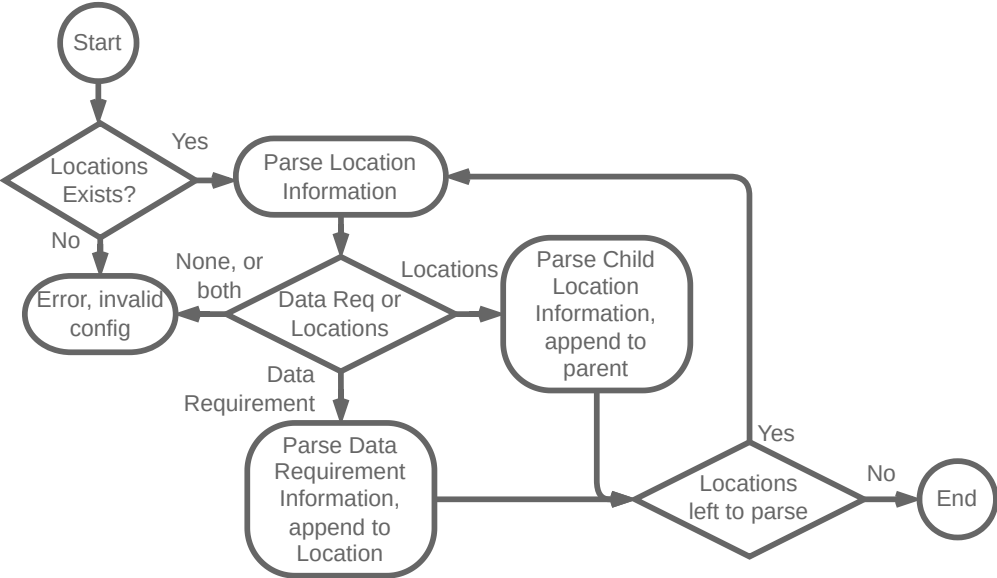 Start
Yes
Locations
Exists?
No
Parse Location
Information
None, or
both
Error, invalid
config
Data Req or
Locations
Locations
Parse Child
Location
Information,
append to
parent
Data
Requirement
Parse Data
Requirement
Information,
append to
Location
Yes
Locations
left to parse
No
End